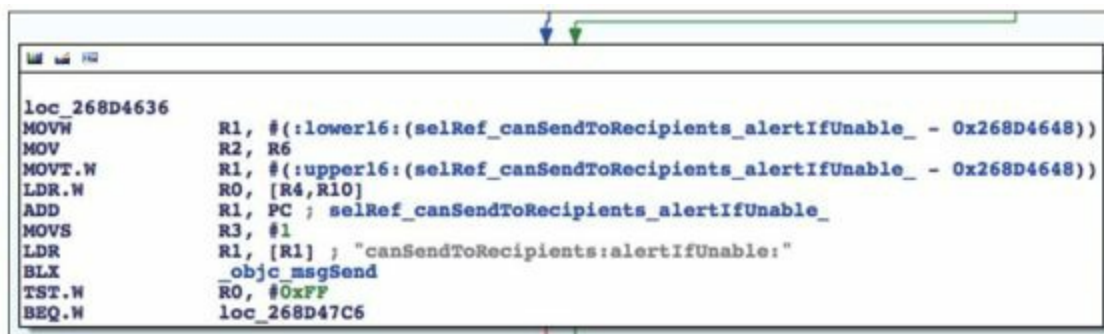 loc_268D4636
MOVW R1, #(:lower16:(selRef_canSendToRecipients_alertIfUnable_ - 0x268D4648))
MOV R2, R6
MOVT.W R1, #(:upper16:(selRef_canSendToRecipients_alertIfUnable_ - 0x268D4648))
LDR.W R0, [R4,R10]
ADD R1, PC ; selRef_canSendToRecipients_alertIfUnable_
MOVS R3, #1
LDR R1, [R1] ; "canSendToRecipients:alertIfUnable:"
BLX _objc_msgSend
TST.W R0, #0xFF
BEQ.W loc_268D47C6